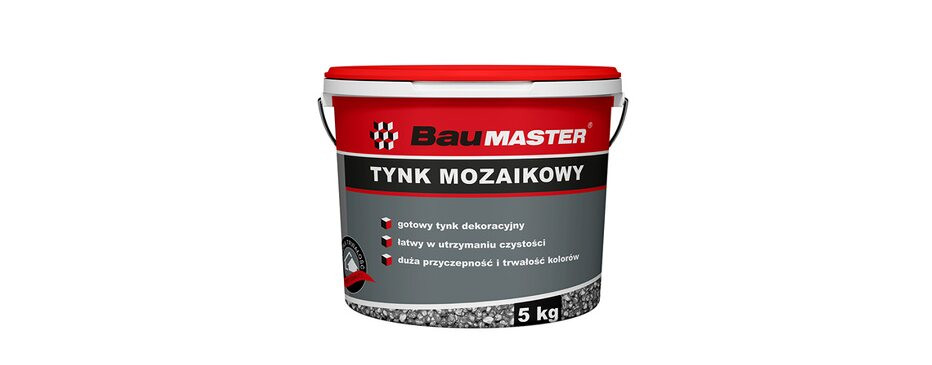 BauMASTER®
TYNK MOZAIKOWY
gotowy tynk dekoracyjny
łatwy w utrzymaniu czystości
duża przyczepność i trwałość kolorów
5 kg